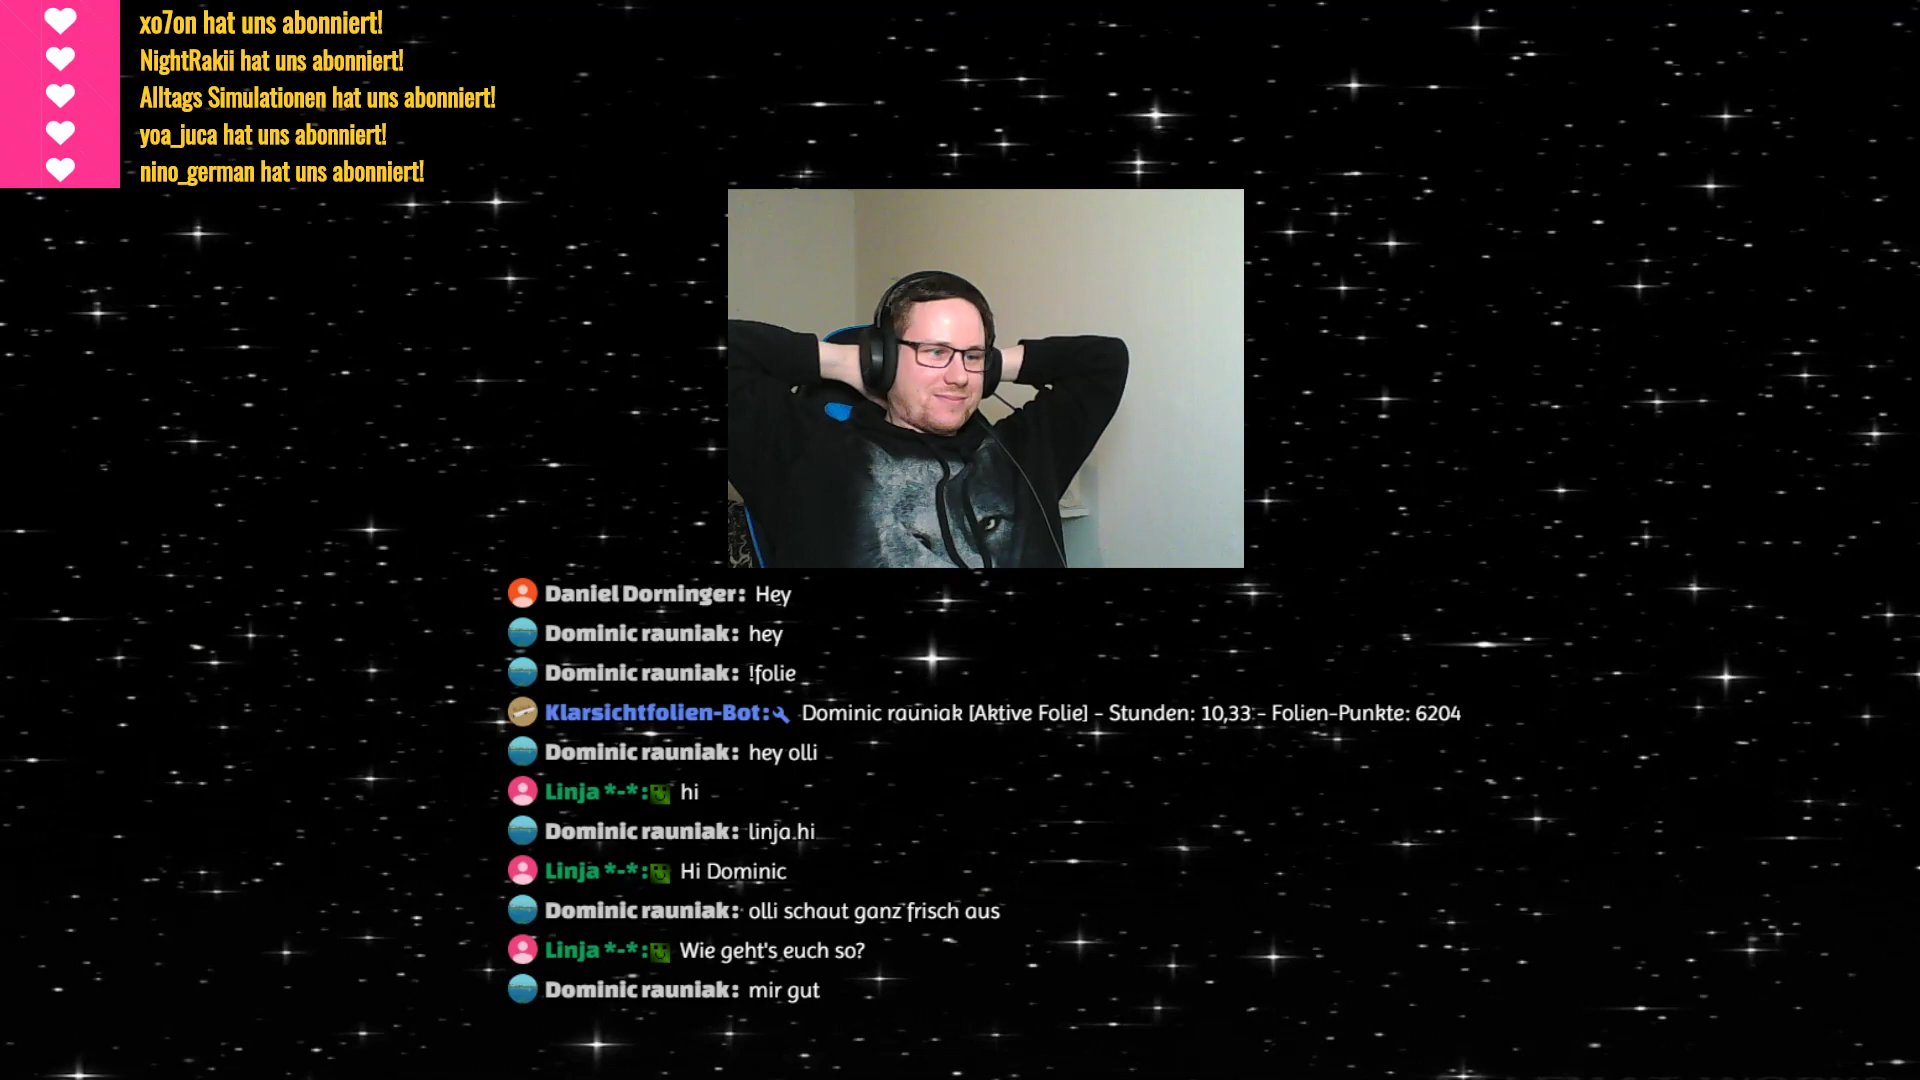 xo7on hat uns abonniert!
NightRakii hat uns abonniert!
Alltags Simulationen hat uns abonniert!
yoa_juca hat uns abonniert!
nino_german hat uns abonniert!
Daniel Dorninger: Hey
Dominic rauniak: hey
Dominic rauniak: !folie
Klarsichtfolien-Bot: Dominic rauniak [Aktive Folie] - Stunden: 10,33 - Folien-Punkte: 6204
Dominic rauniak: hey olli
Linja *-*: hi
Dominic rauniak: linja hi
Linja *-*: Hi Dominic
Dominic rauniak: olli schaut ganz frisch aus
Linja *-*: Wie geht's euch so?
Dominic rauniak: mir gut